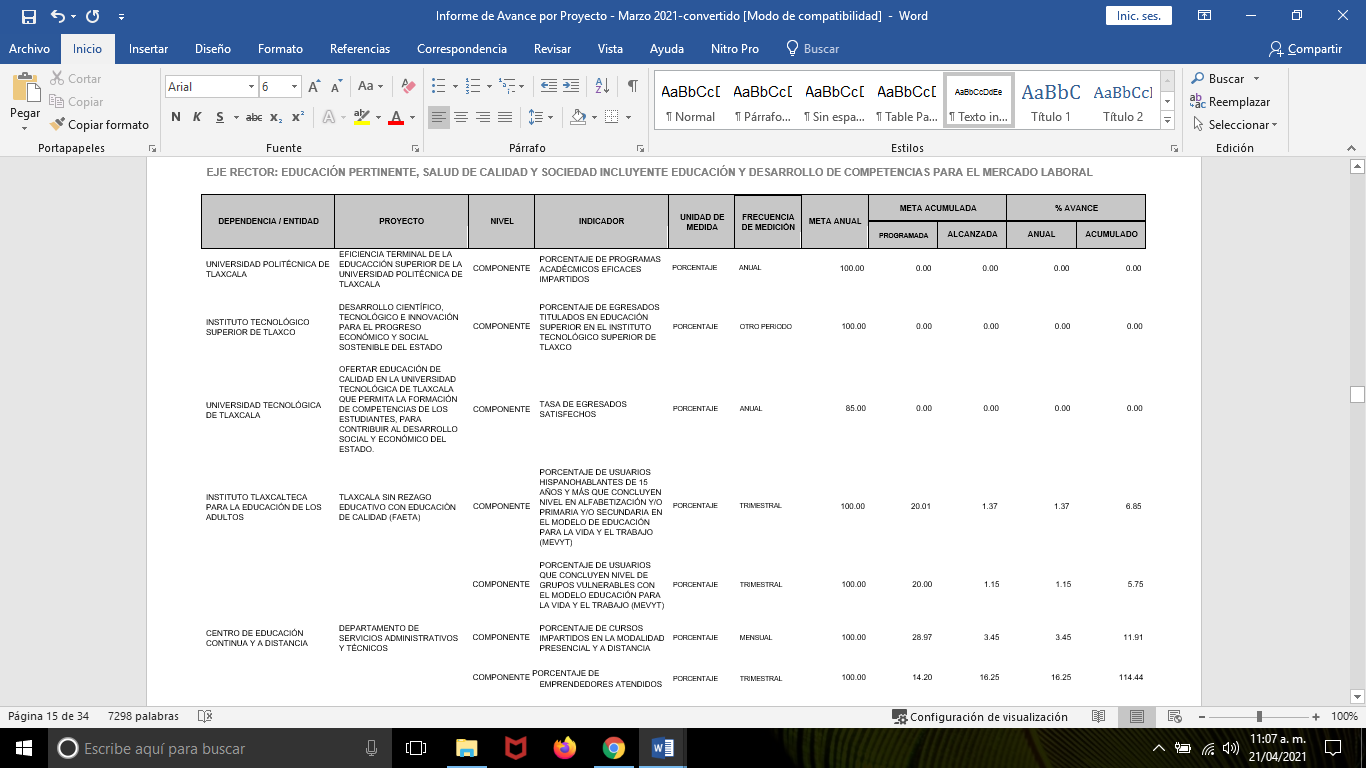 Informe de Avance por Proyecto - Marzo 2021-convertido [Modo de compatibilidad] - Word
Inic. ses.
Archivo Inicio Insertar Diseño Formato Referencias Correspondencia Revisar Vista Ayuda Nitro Pro Buscar Compartir
Pegar
Cortar
Copiar
Copiar formato
Portapapeles
Arial 6
N K S abc x₂ x²
Fuente
Párrafo
AaBbCcD AaBbCcD AaBbCcD AaBbCcD AaBbCcDdEe AaBbC AaBbCcI
¶ Normal ¶ Párrafo... ¶ Sin espa... ¶ Table Pa... ¶ Texto in... Título 1 Título 2
Estilos
Buscar
Reemplazar
Seleccionar
Edición
EJE RECTOR: EDUCACIÓN PERTINENTE, SALUD DE CALIDAD Y SOCIEDAD INCLUYENTE EDUCACIÓN Y DESARROLLO DE COMPETENCIAS PARA EL MERCADO LABORAL
DEPENDENCIA / ENTIDAD
PROYECTO
NIVEL
INDICADOR
UNIDAD DE
MEDIDA
FRECUENCIA
DE MEDICIÓN
META ANUAL
META ACUMULADA
PROGRAMADA ALCANZADA
% AVANCE
ANUAL ACUMULADO
UNIVERSIDAD POLITÉCNICA DE
TLAXCALA
EFICIENCIA TERMINAL DE LA
EDUCACCIÓN SUPERIOR DE LA
UNIVERSIDAD POLITÉCNICA DE
TLAXCALA
COMPONENTE
PORCENTAJE DE PROGRAMAS
ACADÉCMICOS EFICACES
IMPARTIDOS
PORCENTAJE ANUAL 100.00 0.00 0.00 0.00 0.00
INSTITUTO TECNOLÓGICO
SUPERIOR DE TLAXCO
DESARROLLO CIENTÍFICO,
TECNOLÓGICO E INNOVACIÓN
PARA EL PROGRESO
ECONÓMICO Y SOCIAL
SOSTENIBLE DEL ESTADO
COMPONENTE
PORCENTAJE DE EGRESADOS
TITULADOS EN EDUCACIÓN
SUPERIOR EN EL INSTITUTO
TECNOLÓGICO SUPERIOR DE
TLAXCO
PORCENTAJE OTRO PERIODO 100.00 0.00 0.00 0.00 0.00
UNIVERSIDAD TECNOLÓGICA
DE TLAXCALA
OFERTAR EDUCACIÓN DE
CALIDAD EN LA UNIVERSIDAD
TECNOLÓGICA DE TLAXCALA
QUE PERMITA LA FORMACIÓN
DE COMPETENCIAS DE LOS
ESTUDIANTES, PARA
CONTRIBUIR AL DESARROLLO
SOCIAL Y ECONÓMICO DEL
ESTADO.
COMPONENTE
TASA DE EGRESADOS
SATISFECHOS
PORCENTAJE ANUAL 85.00 0.00 0.00 0.00 0.00
INSTITUTO TLAXCALTECA
PARA LA EDUCACIÓN DE LOS
ADULTOS
TLAXCALA SIN REZAGO
EDUCATIVO CON EDUCACIÓN
DE CALIDAD (FAETA)
COMPONENTE
PORCENTAJE DE USUARIOS
HISPANOHABLANTES DE 15
AÑOS Y MÁS QUE CONCLUYEN
NIVEL EN ALFABETIZACIÓN Y/O
PRIMARIA Y/O SECUNDARIA EN
EL MODELO DE EDUCACIÓN
PARA LA VIDA Y EL TRABAJO
(MEVYT)
PORCENTAJE TRIMESTRAL 100.00 20.01 1.37 1.37 6.85
COMPONENTE
PORCENTAJE DE USUARIOS
QUE CONCLUYEN NIVEL DE
GRUPOS VULNERABLES CON
EL MODELO EDUCACIÓN PARA
LA VIDA Y EL TRABAJO (MEVYT)
PORCENTAJE TRIMESTRAL 100.00 20.00 1.15 1.15 5.75
CENTRO DE EDUCACIÓN
CONTINUA Y A DISTANCIA
DEPARTAMENTO DE
SERVICIOS ADMINISTRATIVOS
Y TÉCNICOS
COMPONENTE
PORCENTAJE DE CURSOS
IMPARTIDOS EN LA MODALIDAD
PRESENCIAL Y A DISTANCIA
PORCENTAJE MENSUAL 100.00 28.97 3.45 3.45 11.91
COMPONENTE
PORCENTAJE DE
EMPRENDEDORES ATENDIDOS
PORCENTAJE TRIMESTRAL 100.00 14.20 16.25 16.25 114.44
Página 15 de 34 7298 palabras Configuración de visualización 100%
Escribe aquí para buscar
11:07 a. m.
21/04/2021